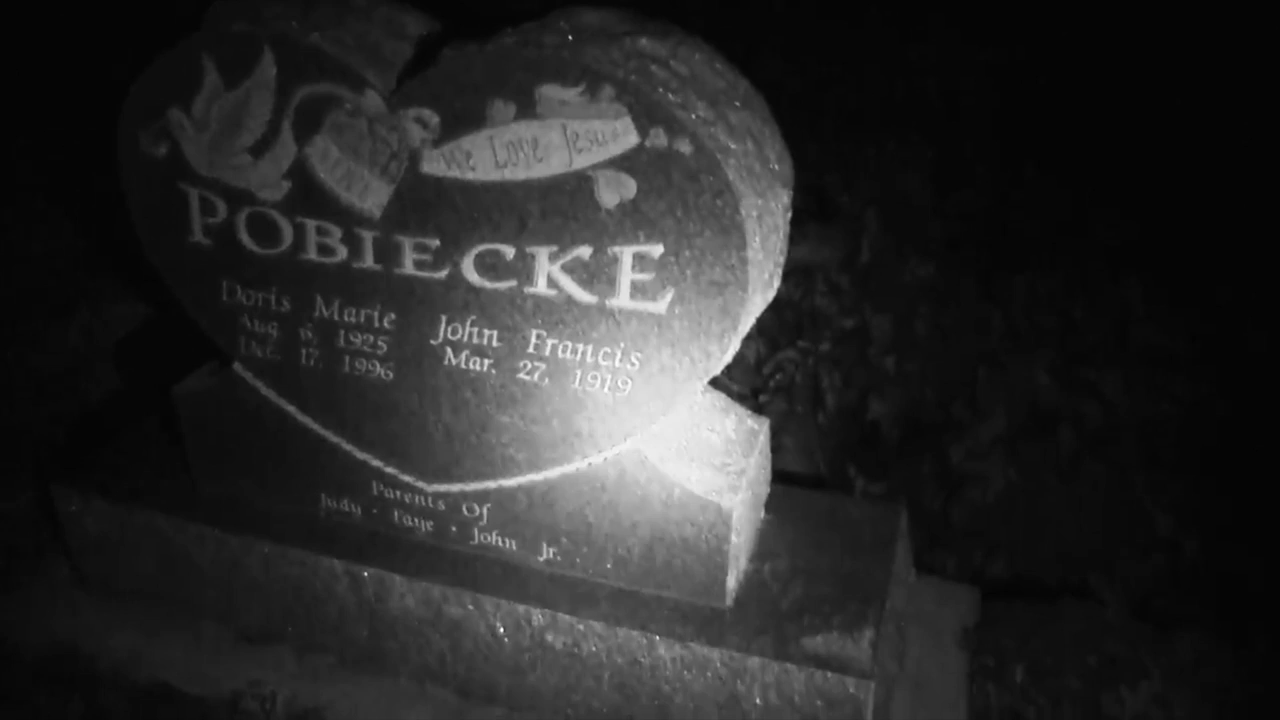 We Love Jesus
POBIECKE
Doris Marie
Aug. 6, 1925
Dec. 17, 1996
John Francis
Mar. 27, 1919
Parents Of
Judy · Faye · John Jr.